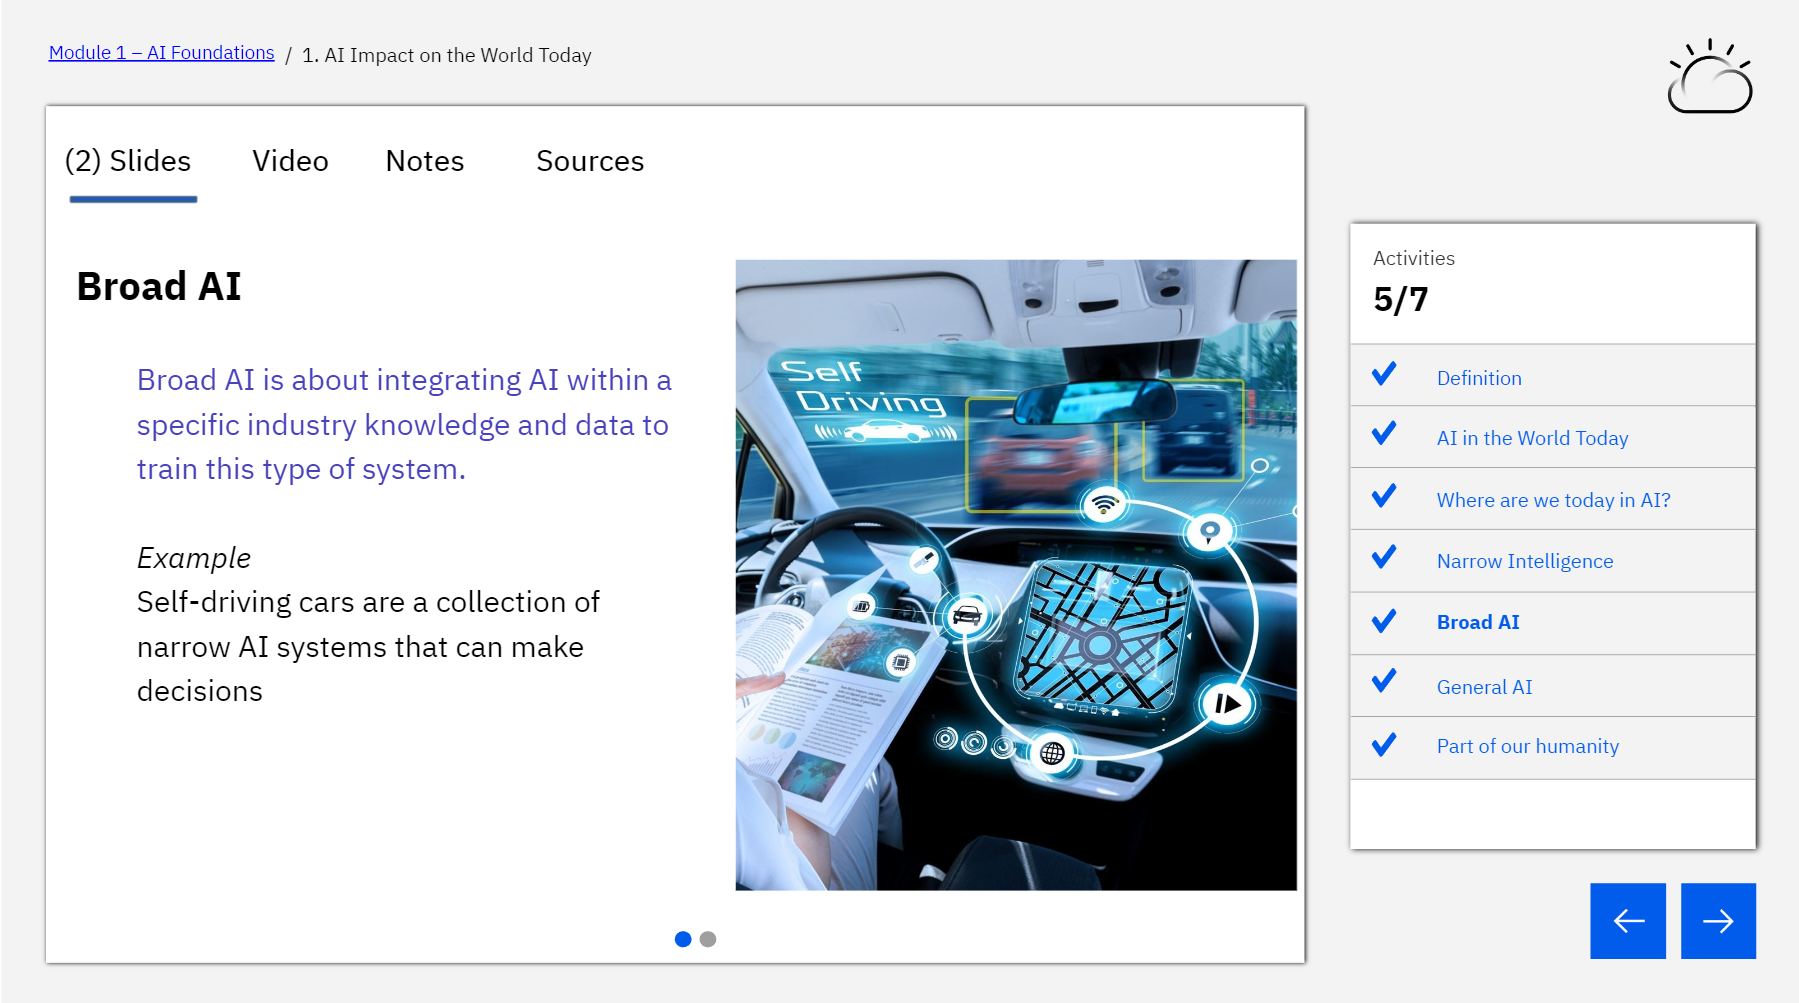 Module 1 – AI Foundations / 1. AI Impact on the World Today
(2) Slides Video Notes Sources
Broad AI
Broad AI is about integrating AI within a
specific industry knowledge and data to
train this type of system.
Example
Self-driving cars are a collection of
narrow AI systems that can make
decisions
Self
Driving
Activities
5/7
Definition
AI in the World Today
Where are we today in AI?
Narrow Intelligence
Broad AI
General AI
Part of our humanity